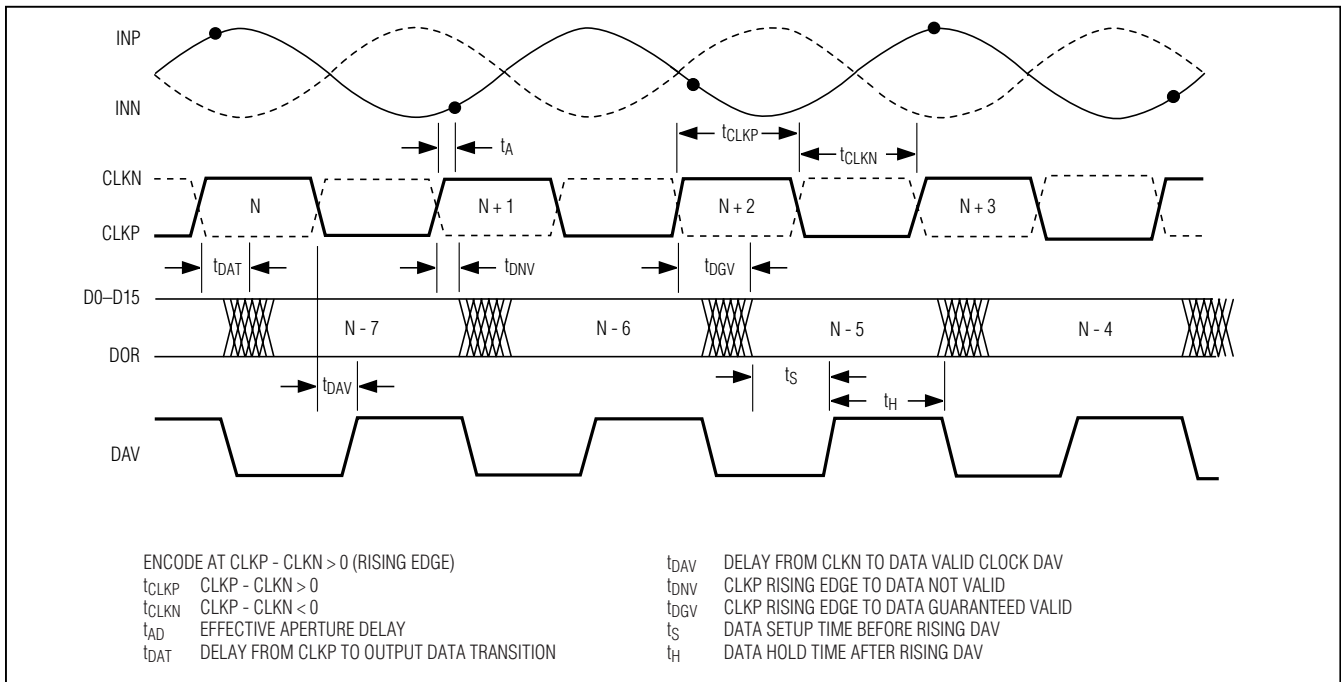 INP
INN
tA
tCLKP
tCLKN
CLKN
N
N + 1
N + 2
N + 3
CLKP
tDAT
tDNV
tDGV
D0–D15
N - 7
N - 6
N - 5
N - 4
DOR
tDAV
tS
tH
DAV
ENCODE AT CLKP - CLKN > 0 (RISING EDGE)
tCLKP CLKP - CLKN > 0
tCLKN CLKP - CLKN < 0
tAD EFFECTIVE APERTURE DELAY
tDAT DELAY FROM CLKP TO OUTPUT DATA TRANSITION
tDAV DELAY FROM CLKN TO DATA VALID CLOCK DAV
tDNV CLKP RISING EDGE TO DATA NOT VALID
tDGV CLKP RISING EDGE TO DATA GUARANTEED VALID
tS DATA SETUP TIME BEFORE RISING DAV
tH DATA HOLD TIME AFTER RISING DAV